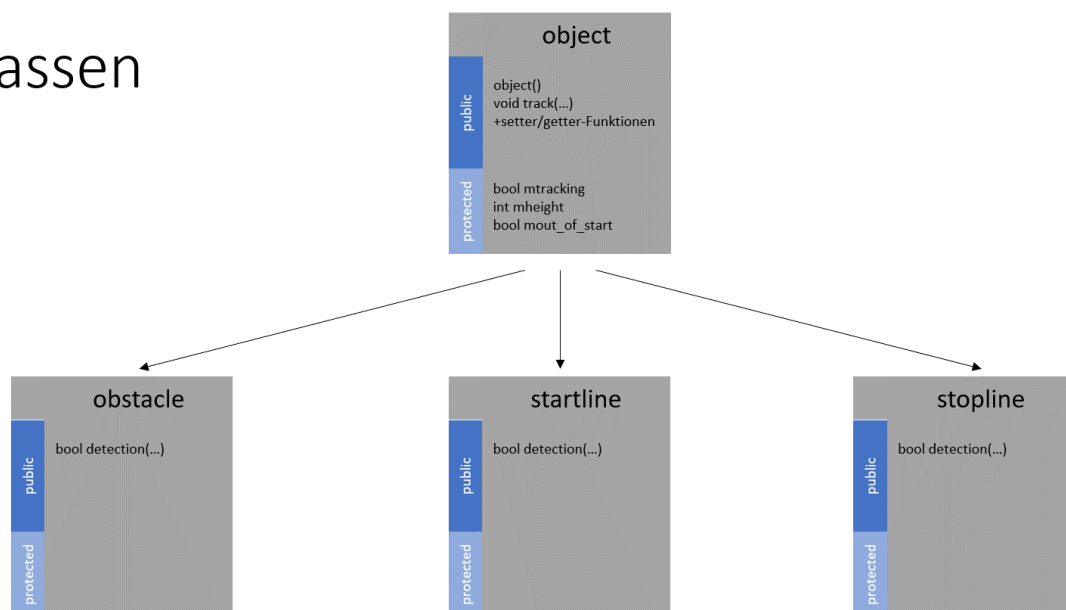 assen
object
public
object()
void track(...)
+setter/getter-Funktionen
protected
bool mtracking
int mheight
bool mout_of_start
obstacle
public
bool detection(...)
protected
startline
public
bool detection(...)
protected
stopline
public
bool detection(...)
protected